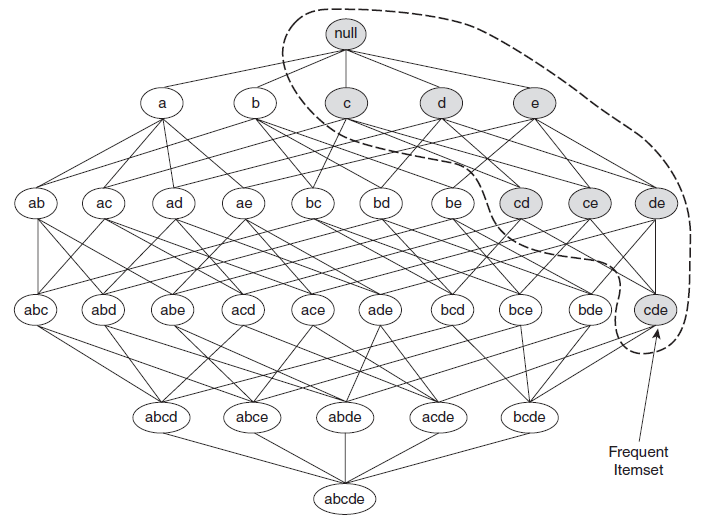 null
a b c d e
ab ac ad ae bc bd be cd ce de
abc abd abe acd ace ade bcd bce bde cde
abcd abce abde acde bcde
Frequent
Itemset
abcde